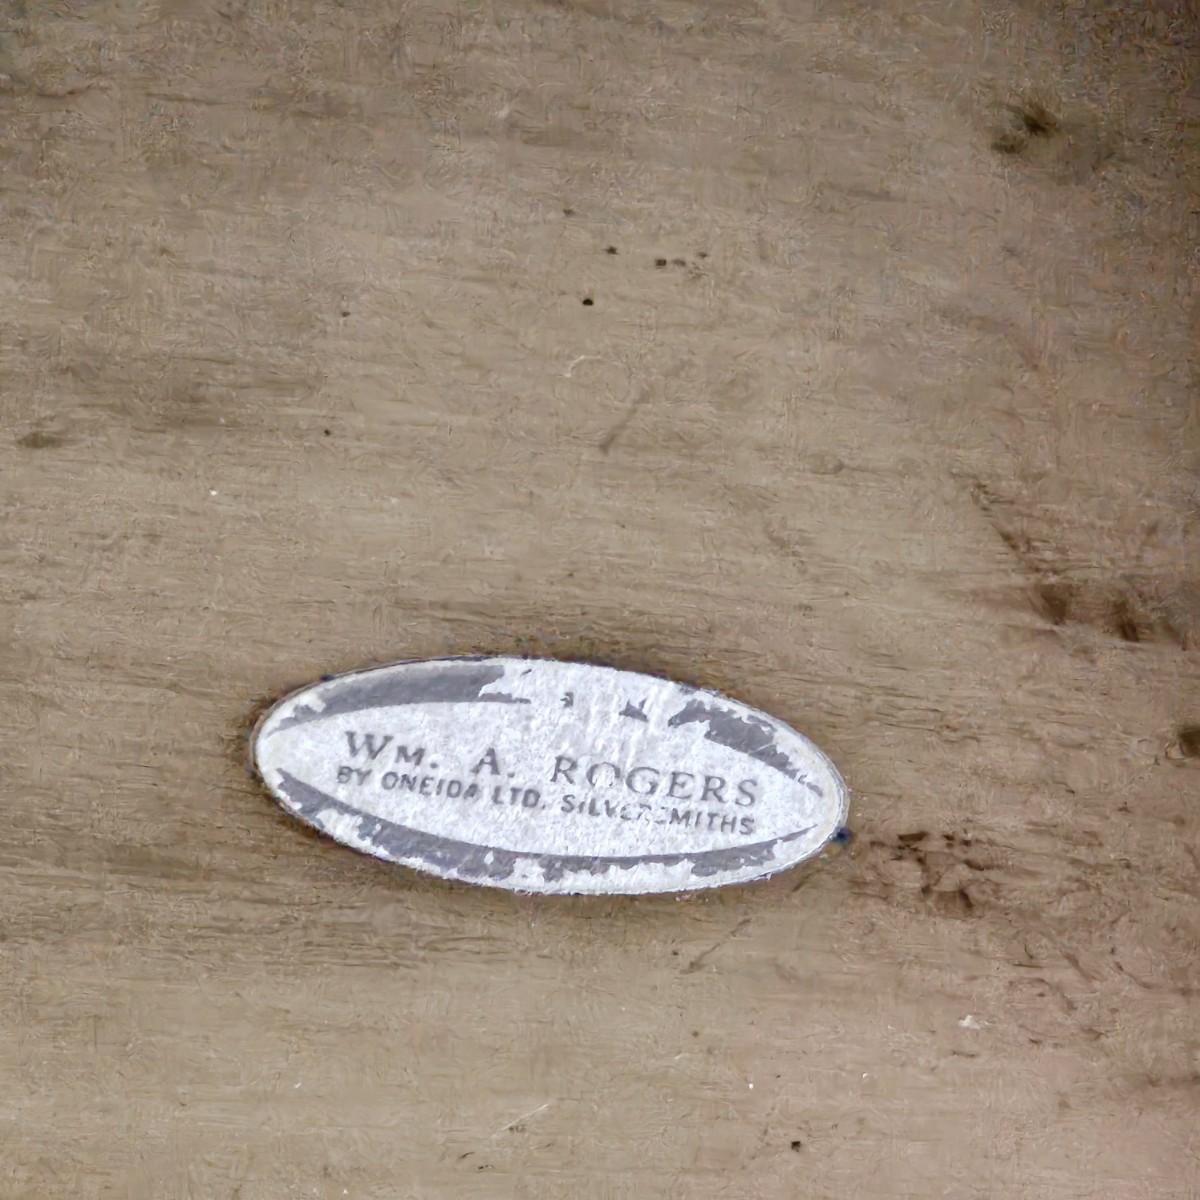 Wm. A. ROGERS
BY ONEIDA LTD. SILVERSMITHS